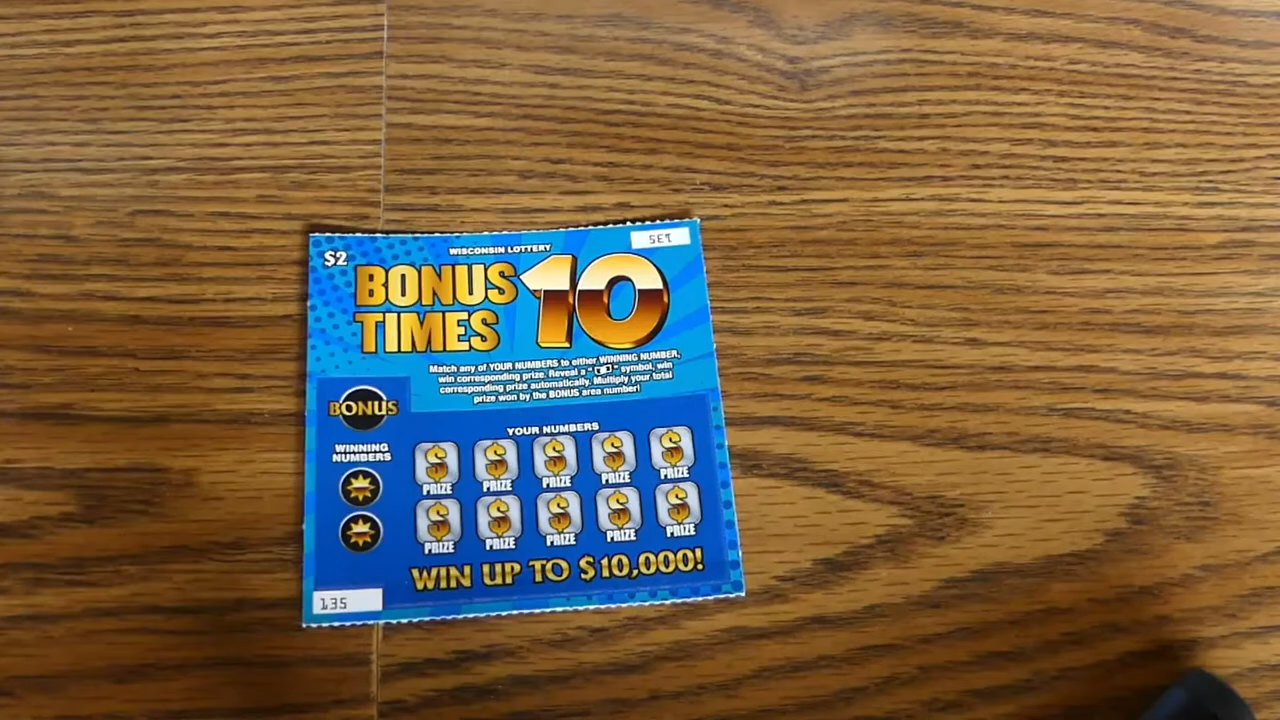 $2
WISCONSIN LOTTERY
BONUS
TIMES
10
Match any of YOUR NUMBERS to either WINNING NUMBER,
win corresponding prize. Reveal a " " symbol, win
corresponding prize automatically. Multiply your total
prize won by the BONUS area number!
BONUS
WINNING
NUMBERS
YOUR NUMBERS
$ $ $ $ $
PRIZE PRIZE PRIZE PRIZE PRIZE
$ $ $ $ $
PRIZE PRIZE PRIZE PRIZE PRIZE
WIN UP TO $10,000!
135